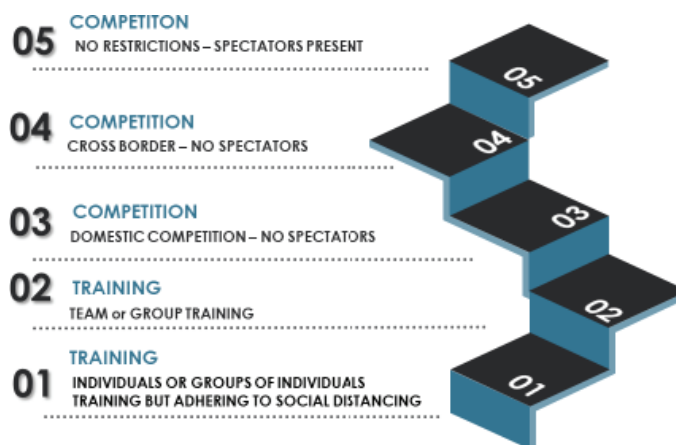 05 COMPETITON
NO RESTRICTIONS – SPECTATORS PRESENT
04 COMPETITION
CROSS BORDER – NO SPECTATORS
03 COMPETITION
DOMESTIC COMPETITION – NO SPECTATORS
02 TRAINING
TEAM or GROUP TRAINING
01 TRAINING
INDIVIDUALS OR GROUPS OF INDIVIDUALS
TRAINING BUT ADHERING TO SOCIAL DISTANCING
05
04
03
02
01